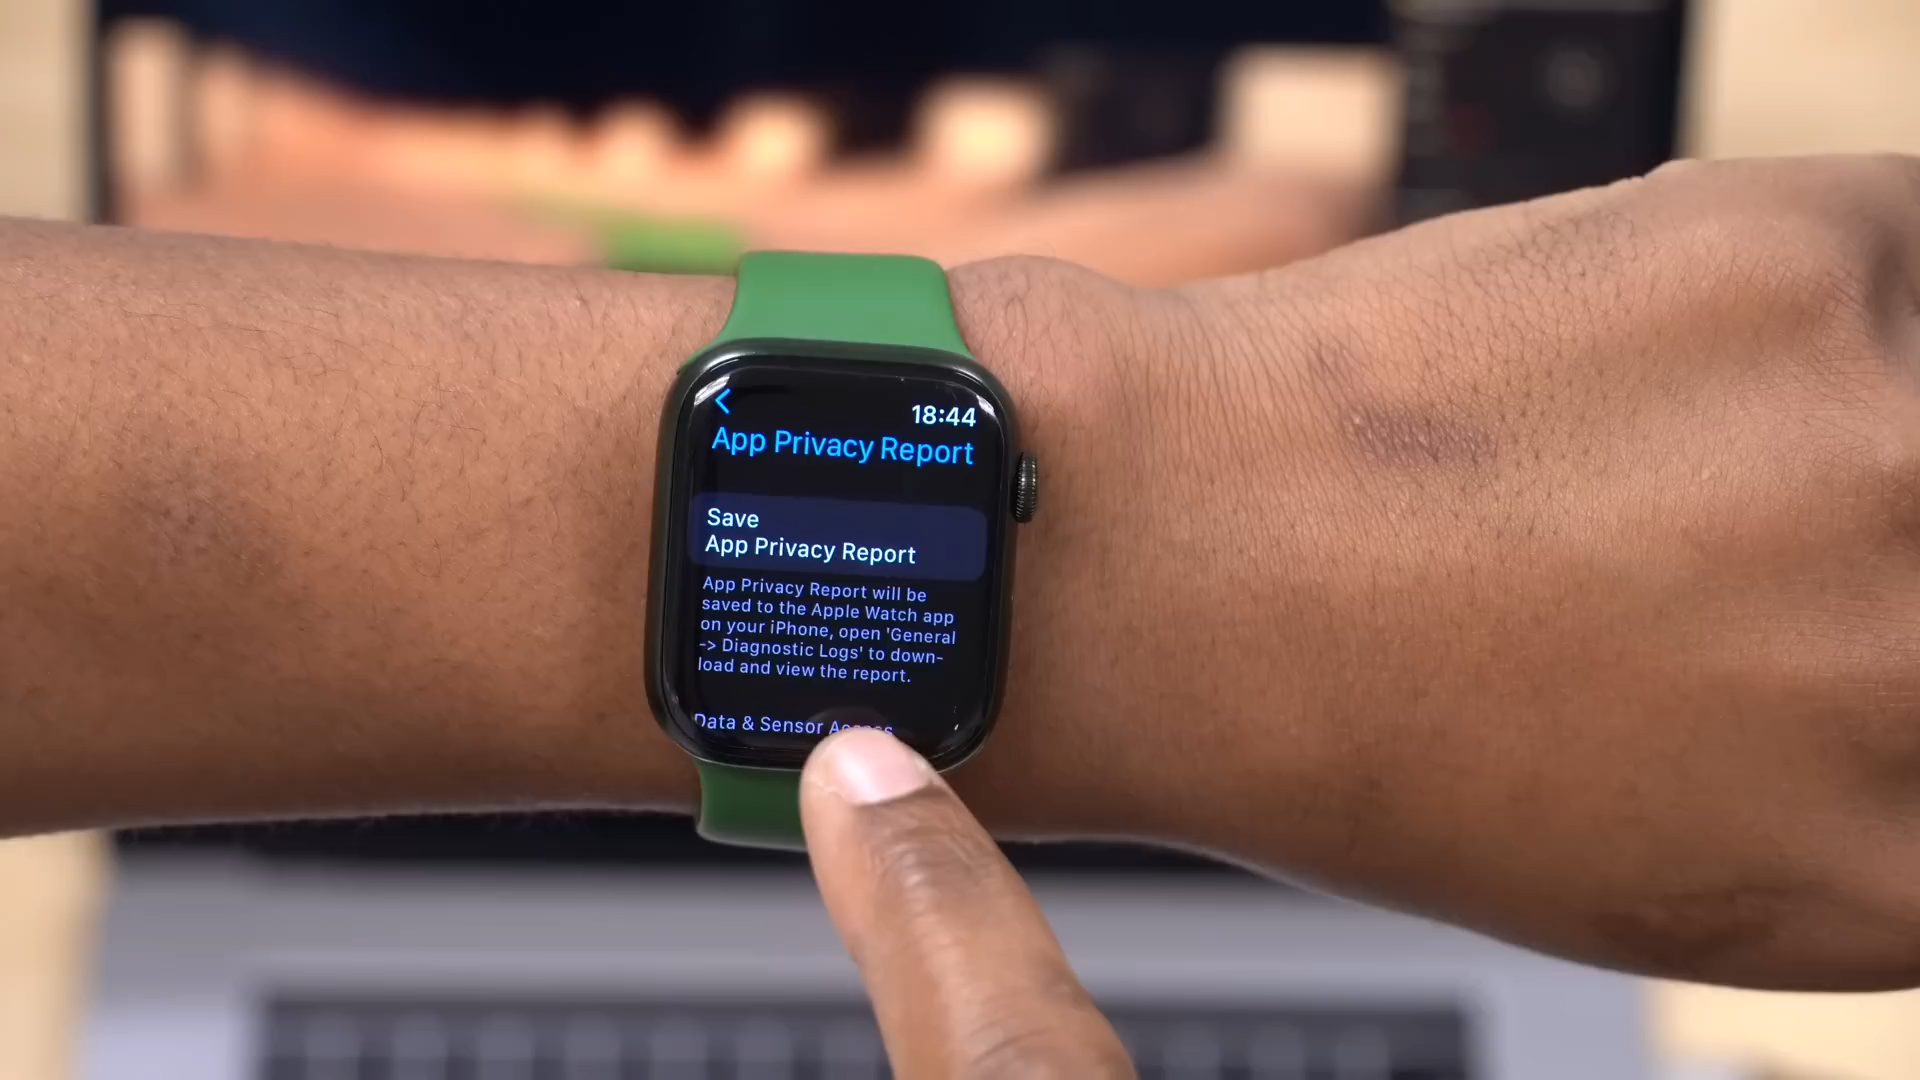 18:44
App Privacy Report
Save
App Privacy Report
App Privacy Report will be
saved to the Apple Watch app
on your iPhone, open 'General
-> Diagnostic Logs' to down-
load and view the report.
Data & Sensor Access